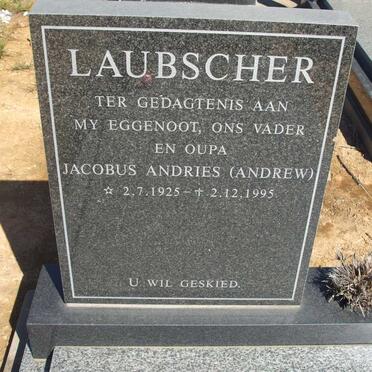 LAUBSCHER
TER GEDAGTENIS AAN
MY EGGENOOT, ONS VADER
EN OUPA
JACOBUS ANDRIES (ANDREW)
☆ 2.7.1925 – ✝ 2.12.1995
U WIL GESKIED.